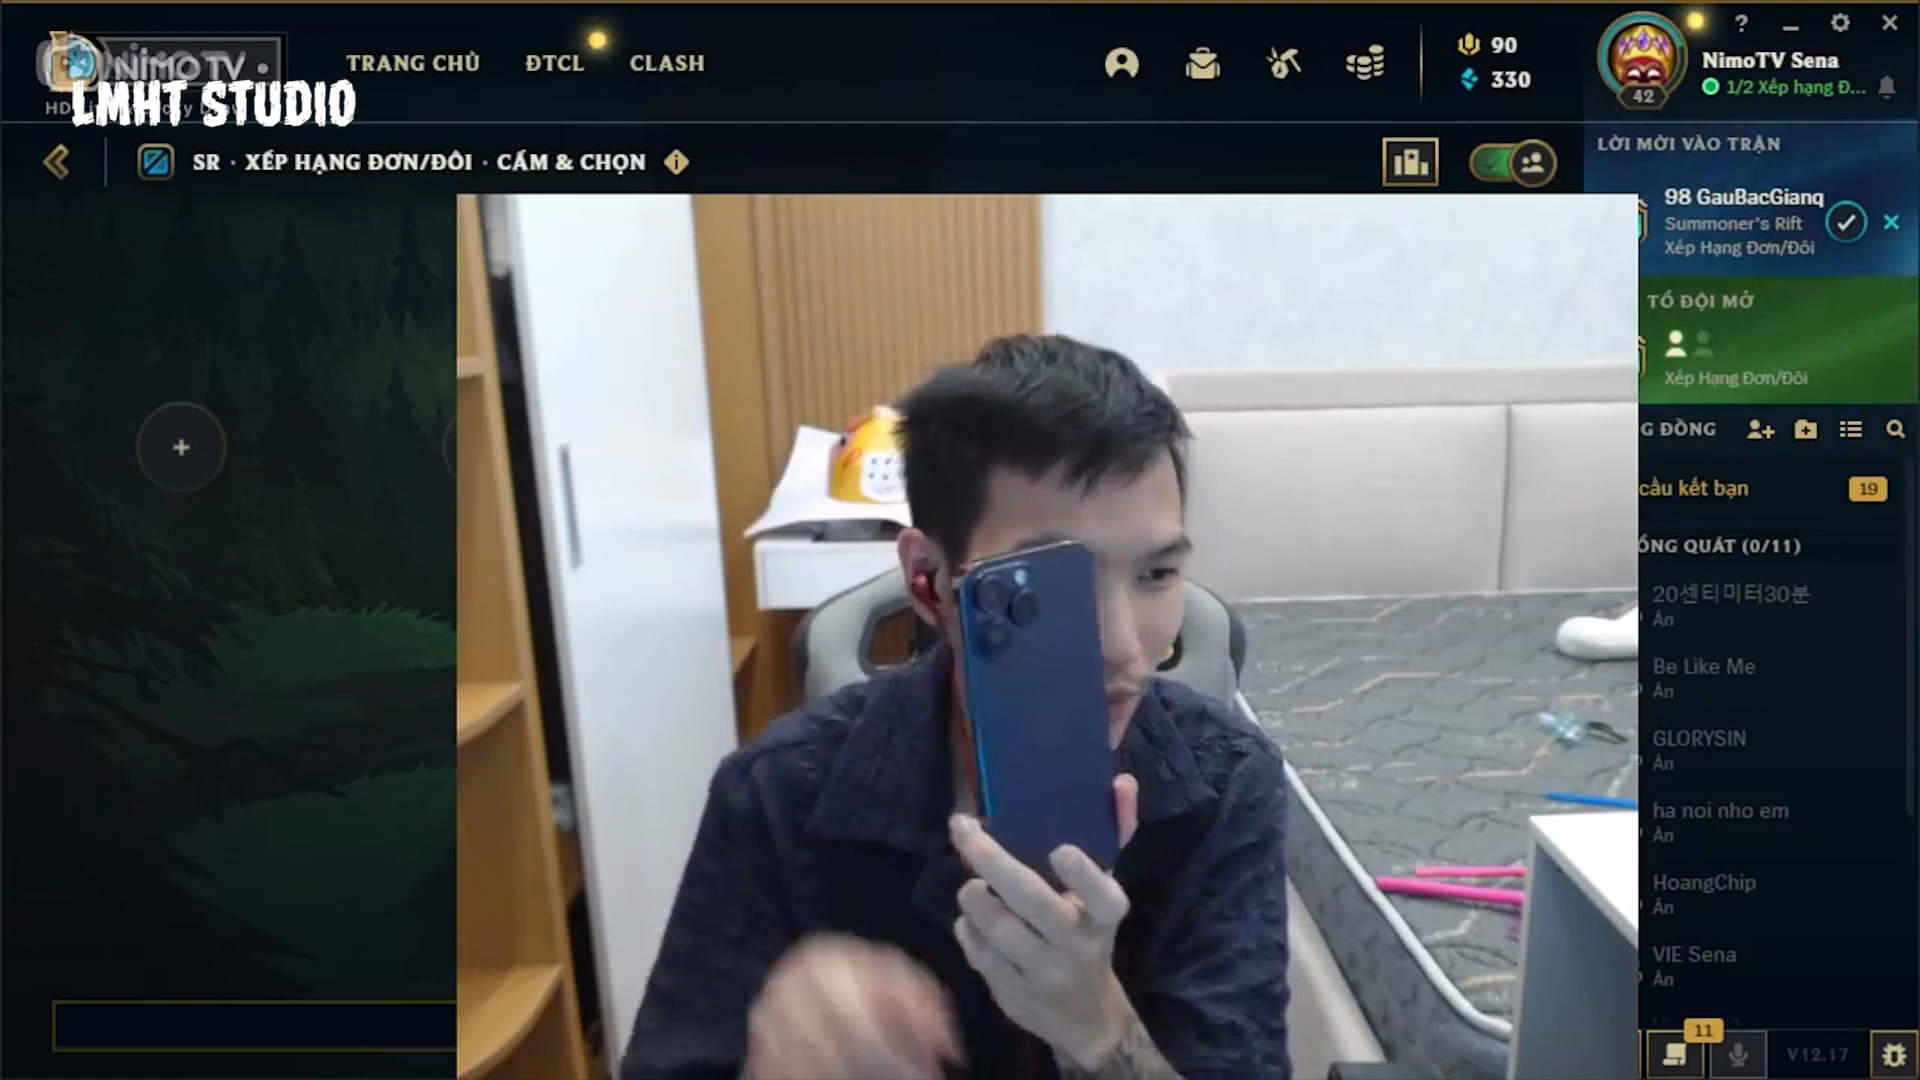 NIMOTV
LMHT STUDIO
HD
TRANG CHỦ
ĐTCL
CLASH
90
330
?
42
NimoTV Sena
1/2 Xếp hạng Đ...
SR · XẾP HẠNG ĐƠN/ĐÔI · CẤM & CHỌN
LỜI MỜI VÀO TRẬN
98 GauBacGianq
Summoner's Rift
Xếp Hạng Đơn/Đôi
TỔ ĐỘI MỞ
Xếp Hạng Đơn/Đôi
G ĐỒNG
cầu kết bạn
19
ỔNG QUÁT (0/11)
20센티미터30분
Ẩn
Be Like Me
Ẩn
GLORYSIN
Ẩn
ha noi nho em
Ẩn
HoangChip
Ẩn
VIE Sena
Ẩn
11
V12.17